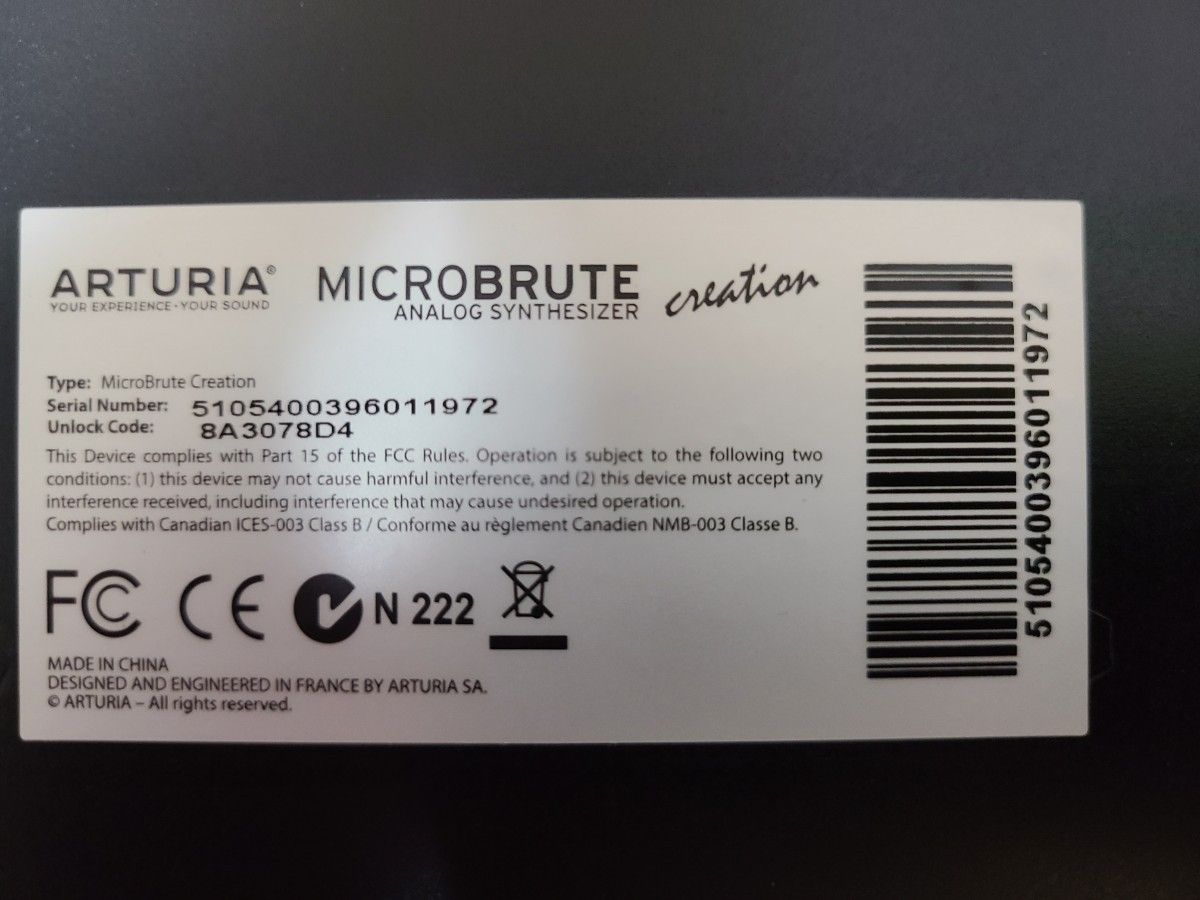 ARTURIA®
YOUR EXPERIENCE • YOUR SOUND
MICROBRUTE
ANALOG SYNTHESIZER
creation
Type: MicroBrute Creation
Serial Number: 5105400396011972
Unlock Code: 8A3078D4
This Device complies with Part 15 of the FCC Rules. Operation is subject to the following two
conditions: (1) this device may not cause harmful interference, and (2) this device must accept any
interference received, including interference that may cause undesired operation.
Complies with Canadian ICES-003 Class B / Conforme au règlement Canadien NMB-003 Classe B.
FC CE N 222
MADE IN CHINA
DESIGNED AND ENGINEERED IN FRANCE BY ARTURIA SA.
© ARTURIA – All rights reserved.
5105400396011972